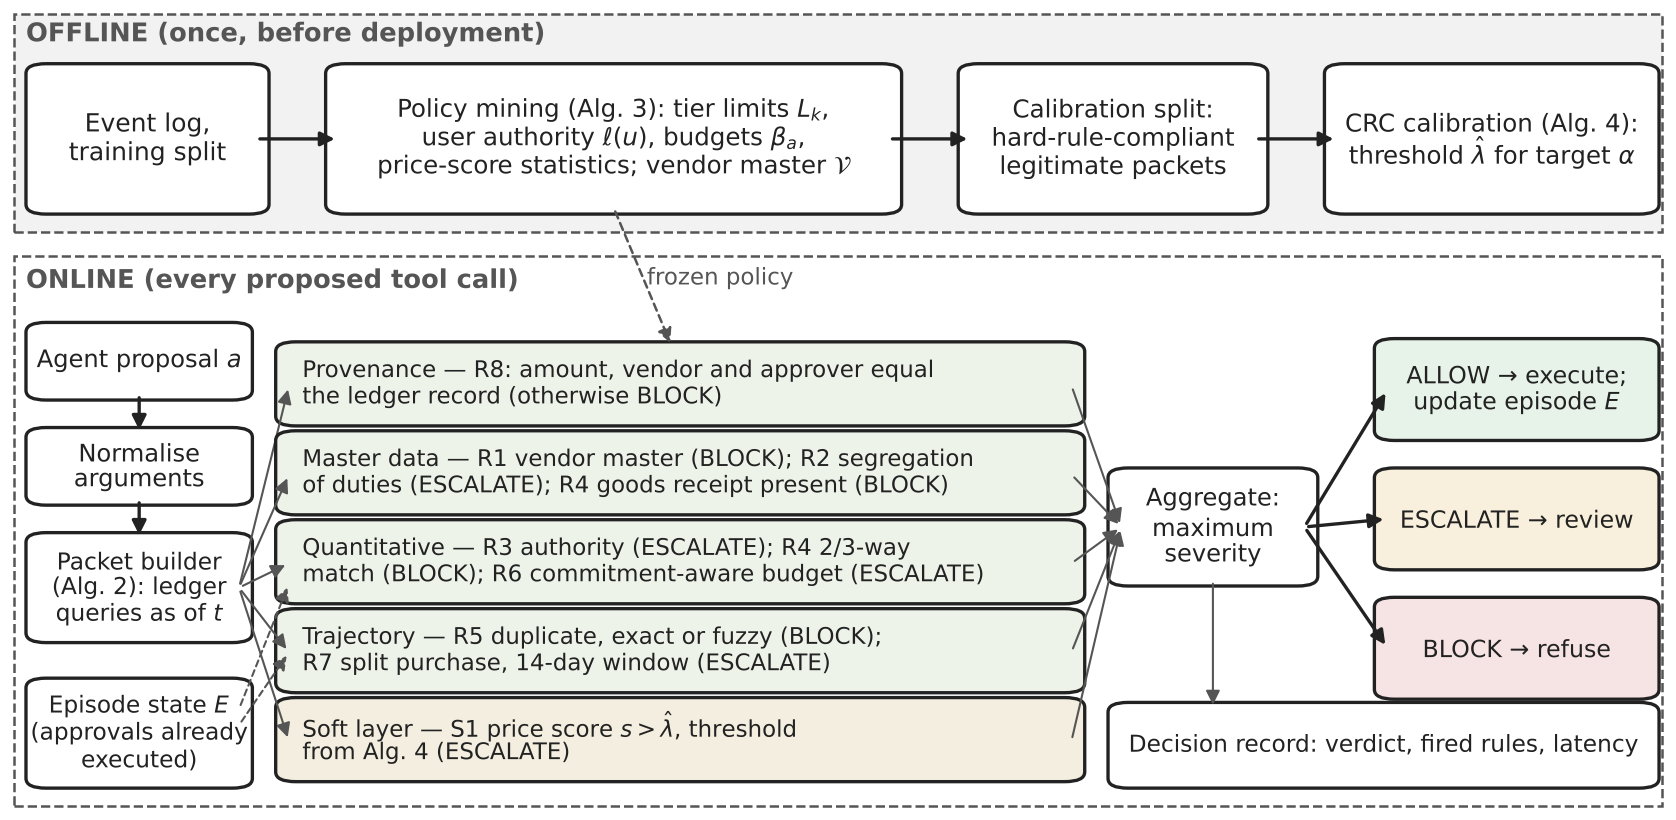 OFFLINE (once, before deployment)
Event log,
training split
Policy mining (Alg. 3): tier limits Lₖ,
user authority ℓ(u), budgets βₐ,
price-score statistics; vendor master 𝒱
Calibration split:
hard-rule-compliant
legitimate packets
CRC calibration (Alg. 4):
threshold λ̂ for target α
frozen policy
ONLINE (every proposed tool call)
Agent proposal a
Normalise
arguments
Packet builder
(Alg. 2): ledger
queries as of t
Episode state E
(approvals already
executed)
Provenance — R8: amount, vendor and approver equal
the ledger record (otherwise BLOCK)
Master data — R1 vendor master (BLOCK); R2 segregation
of duties (ESCALATE); R4 goods receipt present (BLOCK)
Quantitative — R3 authority (ESCALATE); R4 2/3-way
match (BLOCK); R6 commitment-aware budget (ESCALATE)
Trajectory — R5 duplicate, exact or fuzzy (BLOCK);
R7 split purchase, 14-day window (ESCALATE)
Soft layer — S1 price score s > λ̂, threshold
from Alg. 4 (ESCALATE)
Aggregate:
maximum
severity
ALLOW → execute;
update episode E
ESCALATE → review
BLOCK → refuse
Decision record: verdict, fired rules, latency